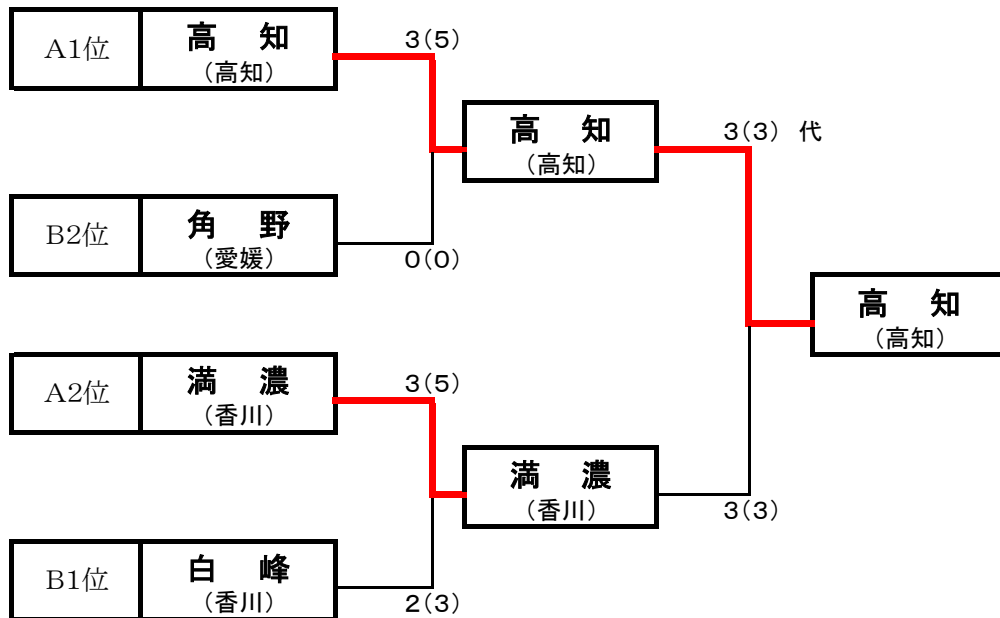 A1位
高 知
(高知)
3(5)
高 知
(高知)
3(3) 代
B2位
角 野
(愛媛)
0(0)
高 知
(高知)
A2位
満 濃
(香川)
3(5)
満 濃
(香川)
3(3)
B1位
白 峰
(香川)
2(3)